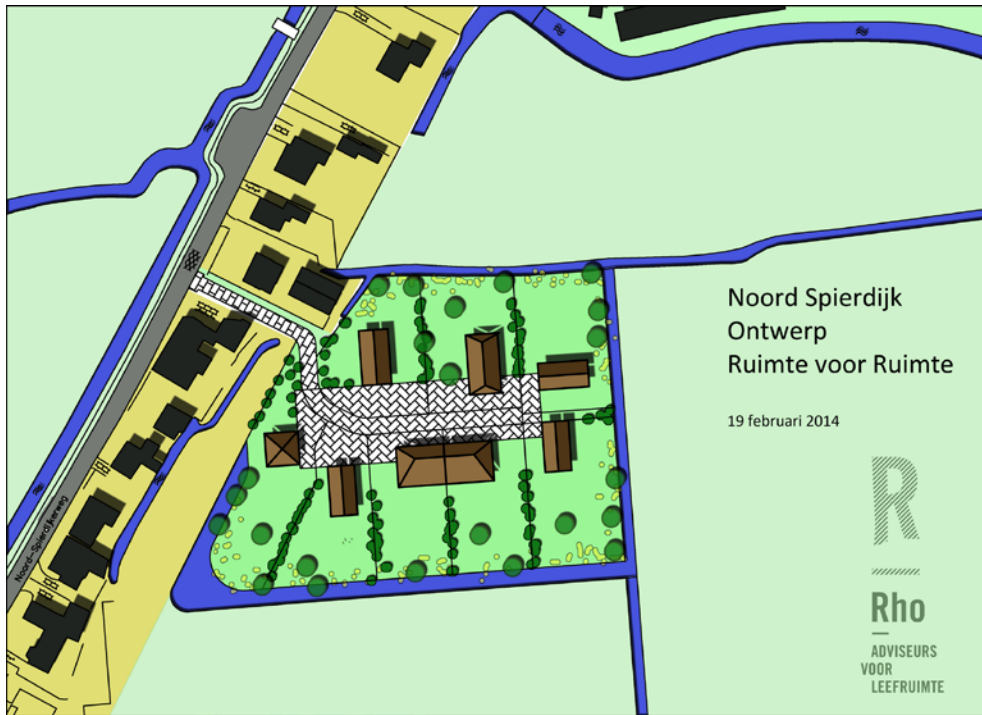 Noord Spierdijk
Ontwerp
Ruimte voor Ruimte
19 februari 2014
Noord-Spierdijkerweg
R
Rho
ADVISEURS
VOOR
LEEFRUIMTE